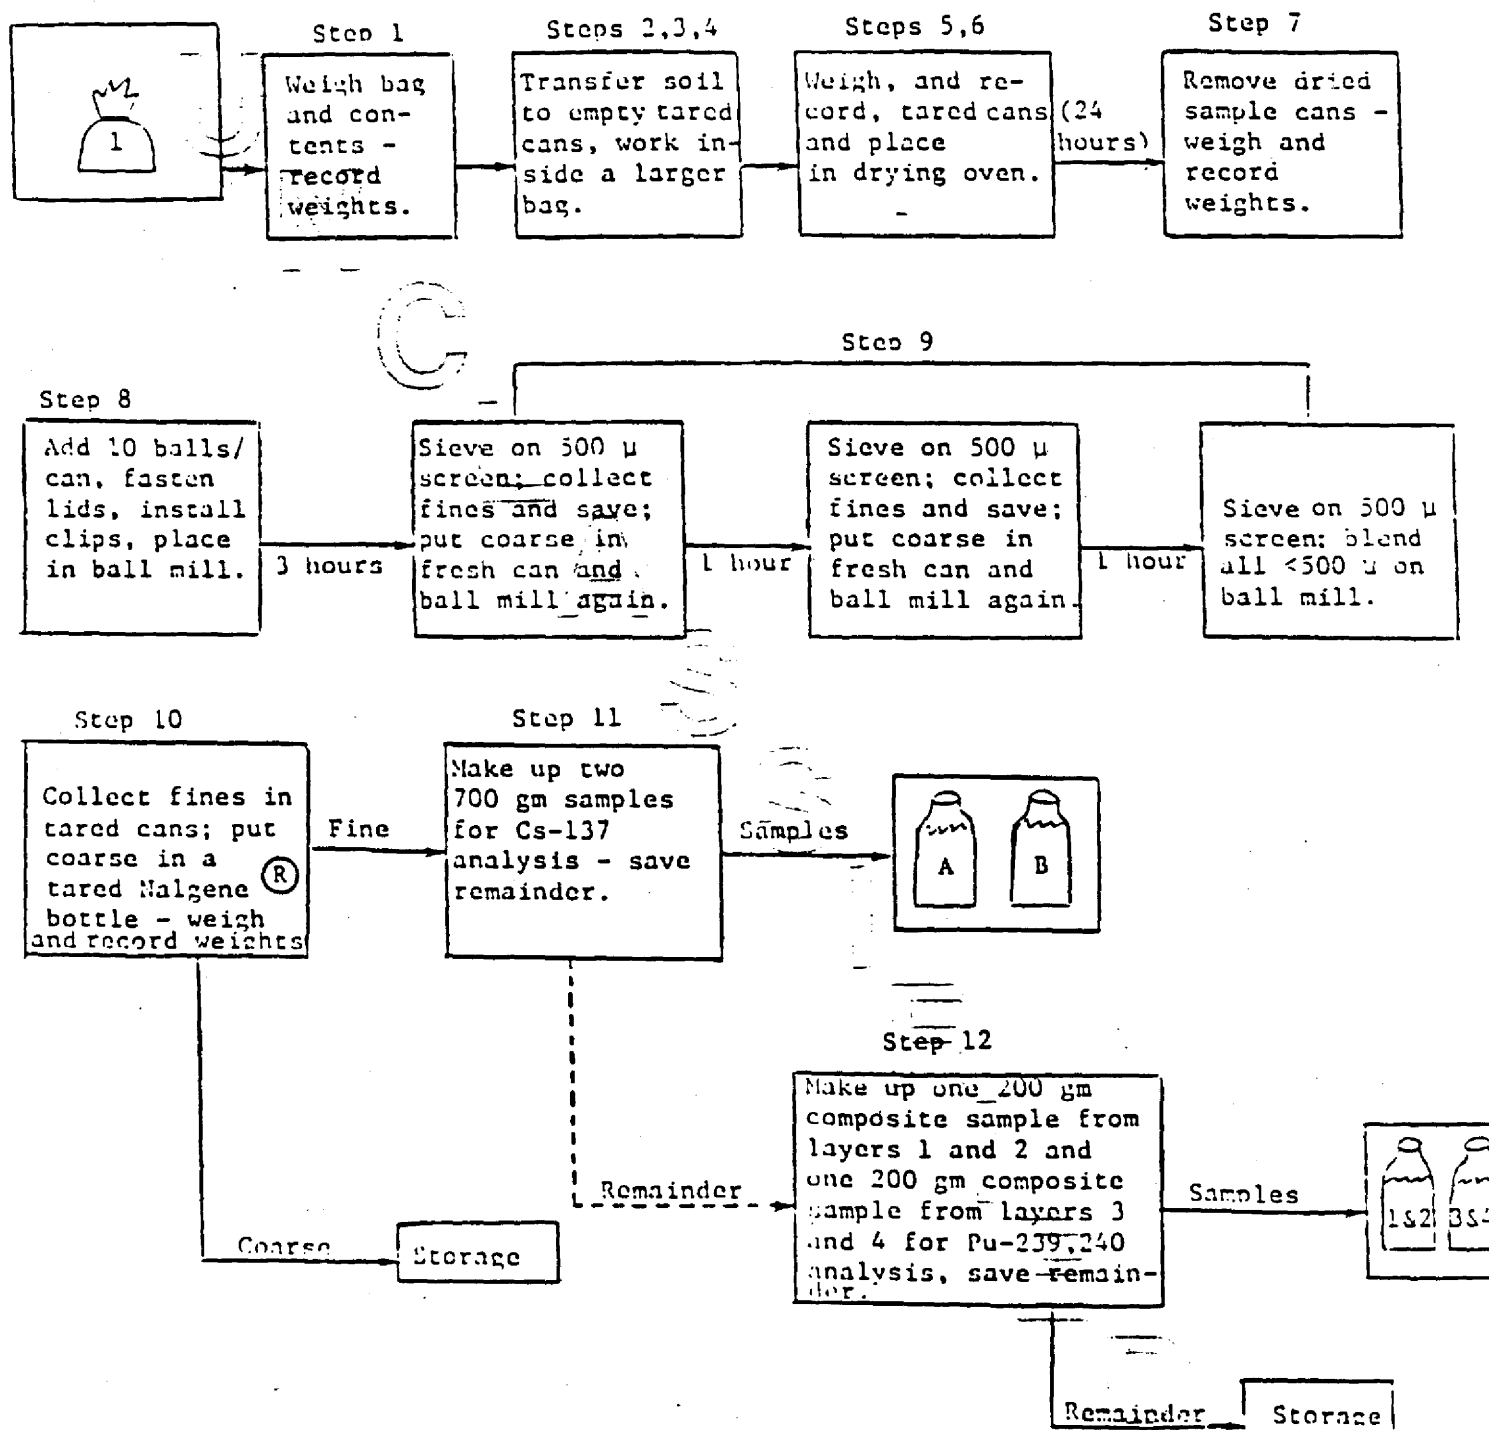 1
Step 1
Weigh bag
and con-
tents -
record
weights.
Steps 2,3,4
Transfer soil
to empty tared
cans, work in-
side a larger
bag.
Steps 5,6
Weigh, and re-
cord, tared cans
and place
in drying oven.
(24
hours)
Step 7
Remove dried
sample cans -
weigh and
record
weights.
Step 8
Add 10 balls/
can, fasten
lids, install
clips, place
in ball mill.
3 hours
Step 9
Sieve on 500 μ
screen; collect
fines and save;
put coarse in
fresh can and
ball mill again.
1 hour
Sieve on 500 μ
screen; collect
fines and save;
put coarse in
fresh can and
ball mill again.
1 hour
Sieve on 500 μ
screen; blend
all <500 μ on
ball mill.
Step 10
Collect fines in
tared cans; put
coarse in a
tared Nalgene ®
bottle - weigh
and record weights
Fine
Coarse
Storage
Step 11
Make up two
700 gm samples
for Cs-137
analysis - save
remainder.
Samples
A B
Remainder
Step 12
Make up one 200 gm
composite sample from
layers 1 and 2 and
one 200 gm composite
sample from layers 3
and 4 for Pu-239,240
analysis, save remain-
der.
Samples
1&2 3&4
Remainder
Storage